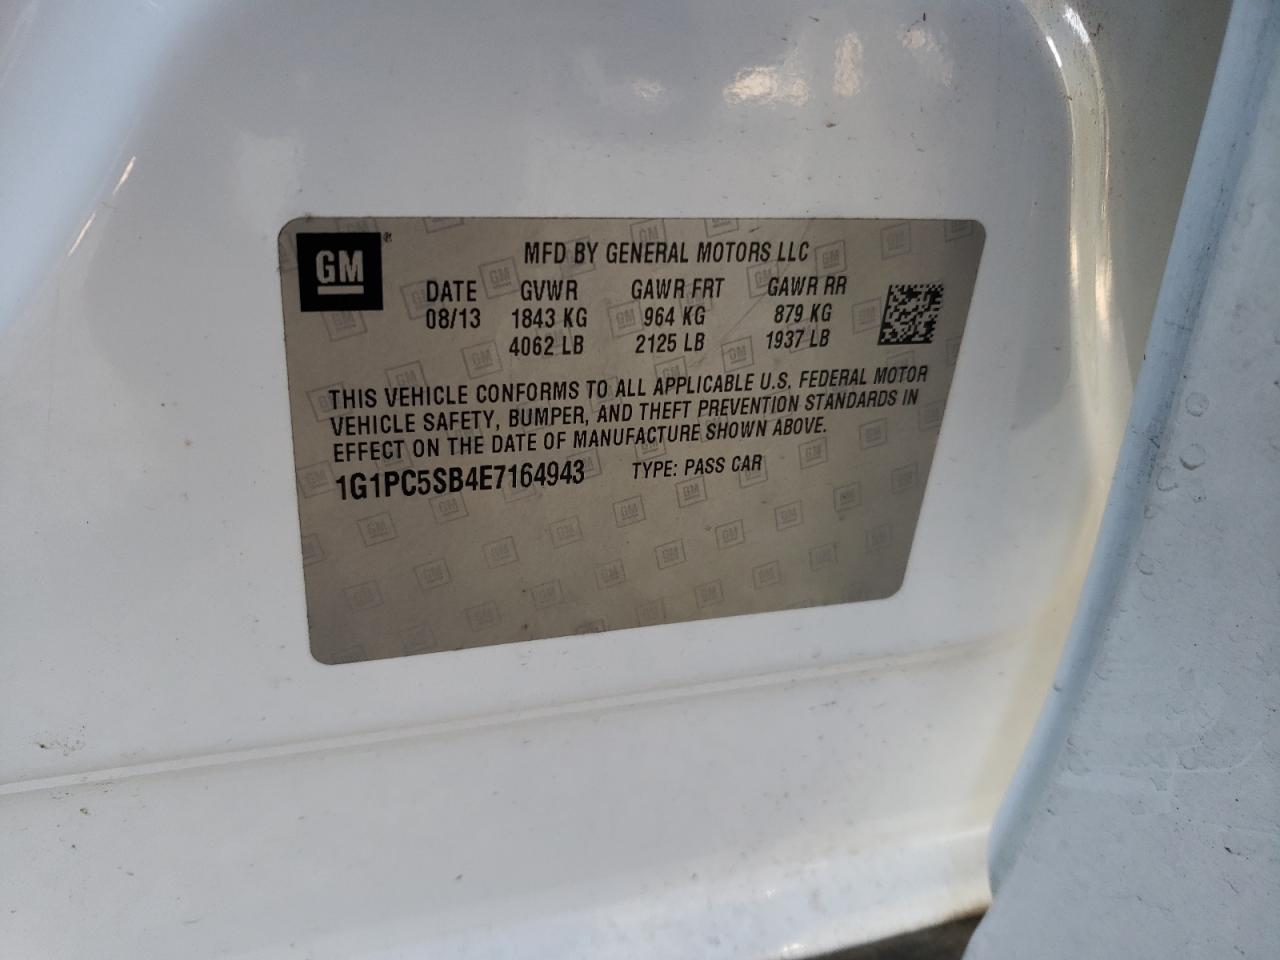 GM
MFD BY GENERAL MOTORS LLC
DATE GVWR GAWR FRT GAWR RR
08/13 1843 KG 964 KG 879 KG
4062 LB 2125 LB 1937 LB
THIS VEHICLE CONFORMS TO ALL APPLICABLE U.S. FEDERAL MOTOR
VEHICLE SAFETY, BUMPER, AND THEFT PREVENTION STANDARDS IN
EFFECT ON THE DATE OF MANUFACTURE SHOWN ABOVE.
1G1PC5SB4E7164943 TYPE: PASS CAR